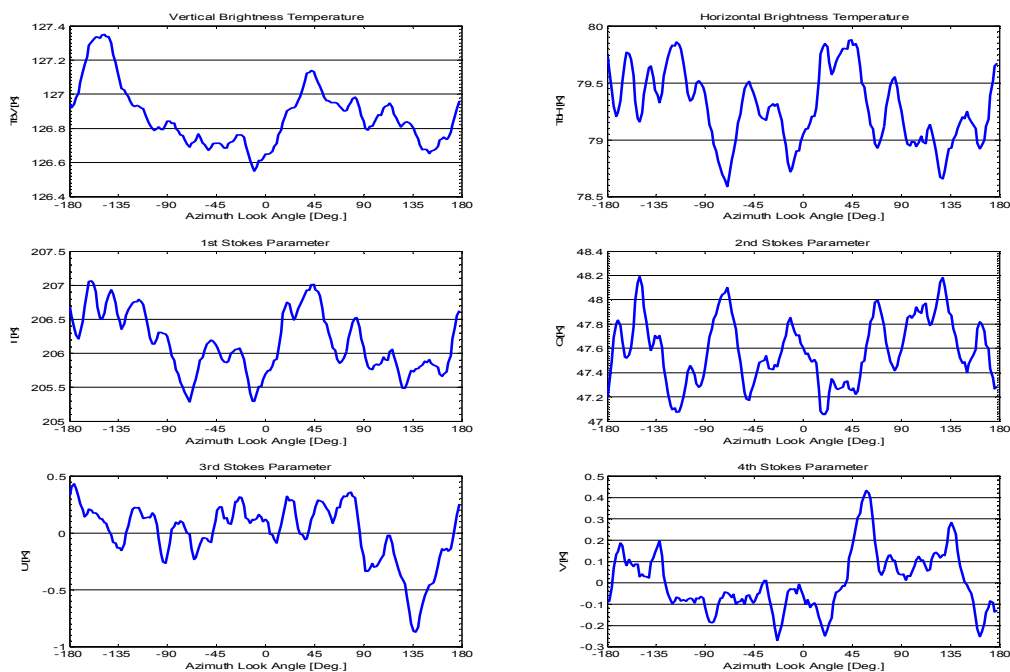 Vertical Brightness Temperature
127.4
127.2
127
126.8
126.6
126.4
TbV[K]
-180 -135 -90 -45 0 45 90 135 180
Azimuth Look Angle [Deg.]
Horizontal Brightness Temperature
80
79.5
79
78.5
TbH[K]
-180 -135 -90 -45 0 45 90 135 180
Azimuth Look Angle [Deg.]
1st Stokes Parameter
207.5
207
206.5
206
205.5
205
I [K]
-180 -135 -90 -45 0 45 90 135 180
Azimuth Look Angle [Deg.]
2nd Stokes Parameter
48.4
48.2
48
47.8
47.6
47.4
47.2
47
Q[K]
-180 -135 -90 -45 0 45 90 135 180
Azimuth Look Angle [Deg.]
3rd Stokes Parameter
0.5
0
-0.5
-1
U[K]
-180 -135 -90 -45 0 45 90 135 180
Azimuth Look Angle [Deg.]
4th Stokes Parameter
0.5
0.4
0.3
0.2
0.1
0
-0.1
-0.2
-0.3
V[K]
-180 -135 -90 -45 0 45 90 135 180
Azimuth Look Angle [Deg.]